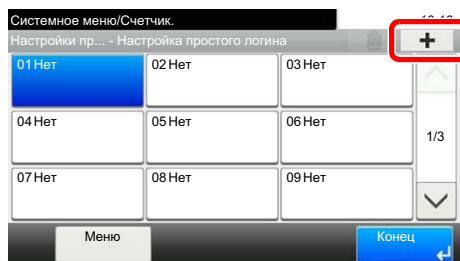 Системное меню/Счетчик.
Настройки пр... - Настройка простого логина
+
01 Нет
02 Нет
03 Нет
04 Нет
05 Нет
06 Нет
1/3
07 Нет
08 Нет
09 Нет
Меню
Конец